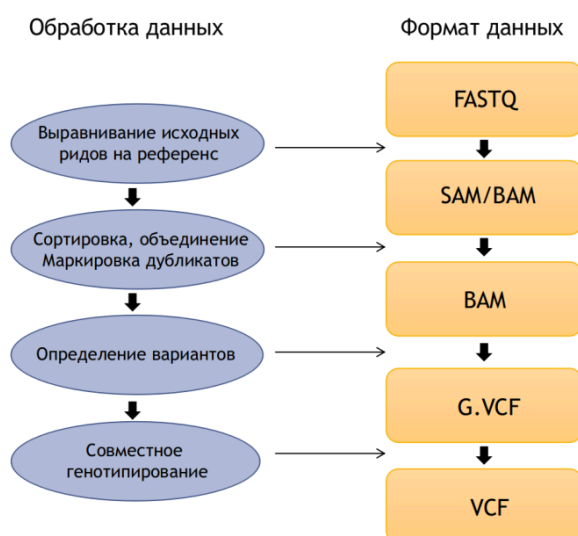 Обработка данных
Формат данных
FASTQ
Выравнивание исходных
ридов на референс
SAM/BAM
Сортировка, объединение
Маркировка дубликатов
BAM
Определение вариантов
G.VCF
Совместное
генотипирование
VCF